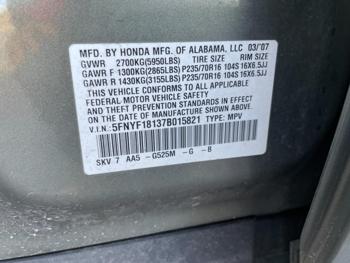 MFD. BY HONDA MFG. OF ALABAMA, LLC 03/'07
GVWR 2700KG(5950LBS) TIRE SIZE RIM SIZE
GAWR F 1300KG(2865LBS) P235/70R16 104S 16X6.5JJ
GAWR R 1430KG(3155LBS) P235/70R16 104S 16X6.5JJ
THIS VEHICLE CONFORMS TO ALL APPLICABLE
FEDERAL MOTOR VEHICLE SAFETY STANDARDS IN
EFFECT ON THE DATE OF MANUFACTURE SHOWN ABOVE.
V.I.N: 5FNYF18137B015821 TYPE: MPV
SKV 7 AA5 -G525M -G -B